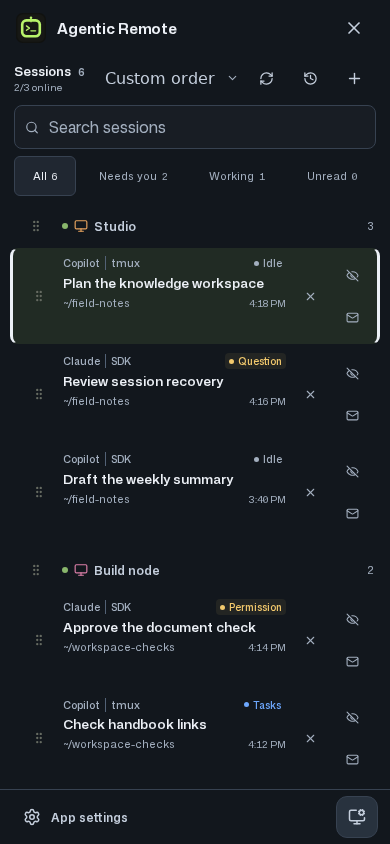 Agentic Remote
Sessions 6
2/3 online
Custom order
Search sessions
All 6
Needs you 2
Working 1
Unread 0
Studio 3
Copilot | tmux Idle
Plan the knowledge workspace
~/field-notes 4:18 PM
Claude | SDK Question
Review session recovery
~/field-notes 4:16 PM
Copilot | SDK Idle
Draft the weekly summary
~/field-notes 3:40 PM
Build node 2
Claude | SDK Permission
Approve the document check
~/workspace-checks 4:14 PM
Copilot | tmux Tasks
Check handbook links
~/workspace-checks 4:12 PM
App settings